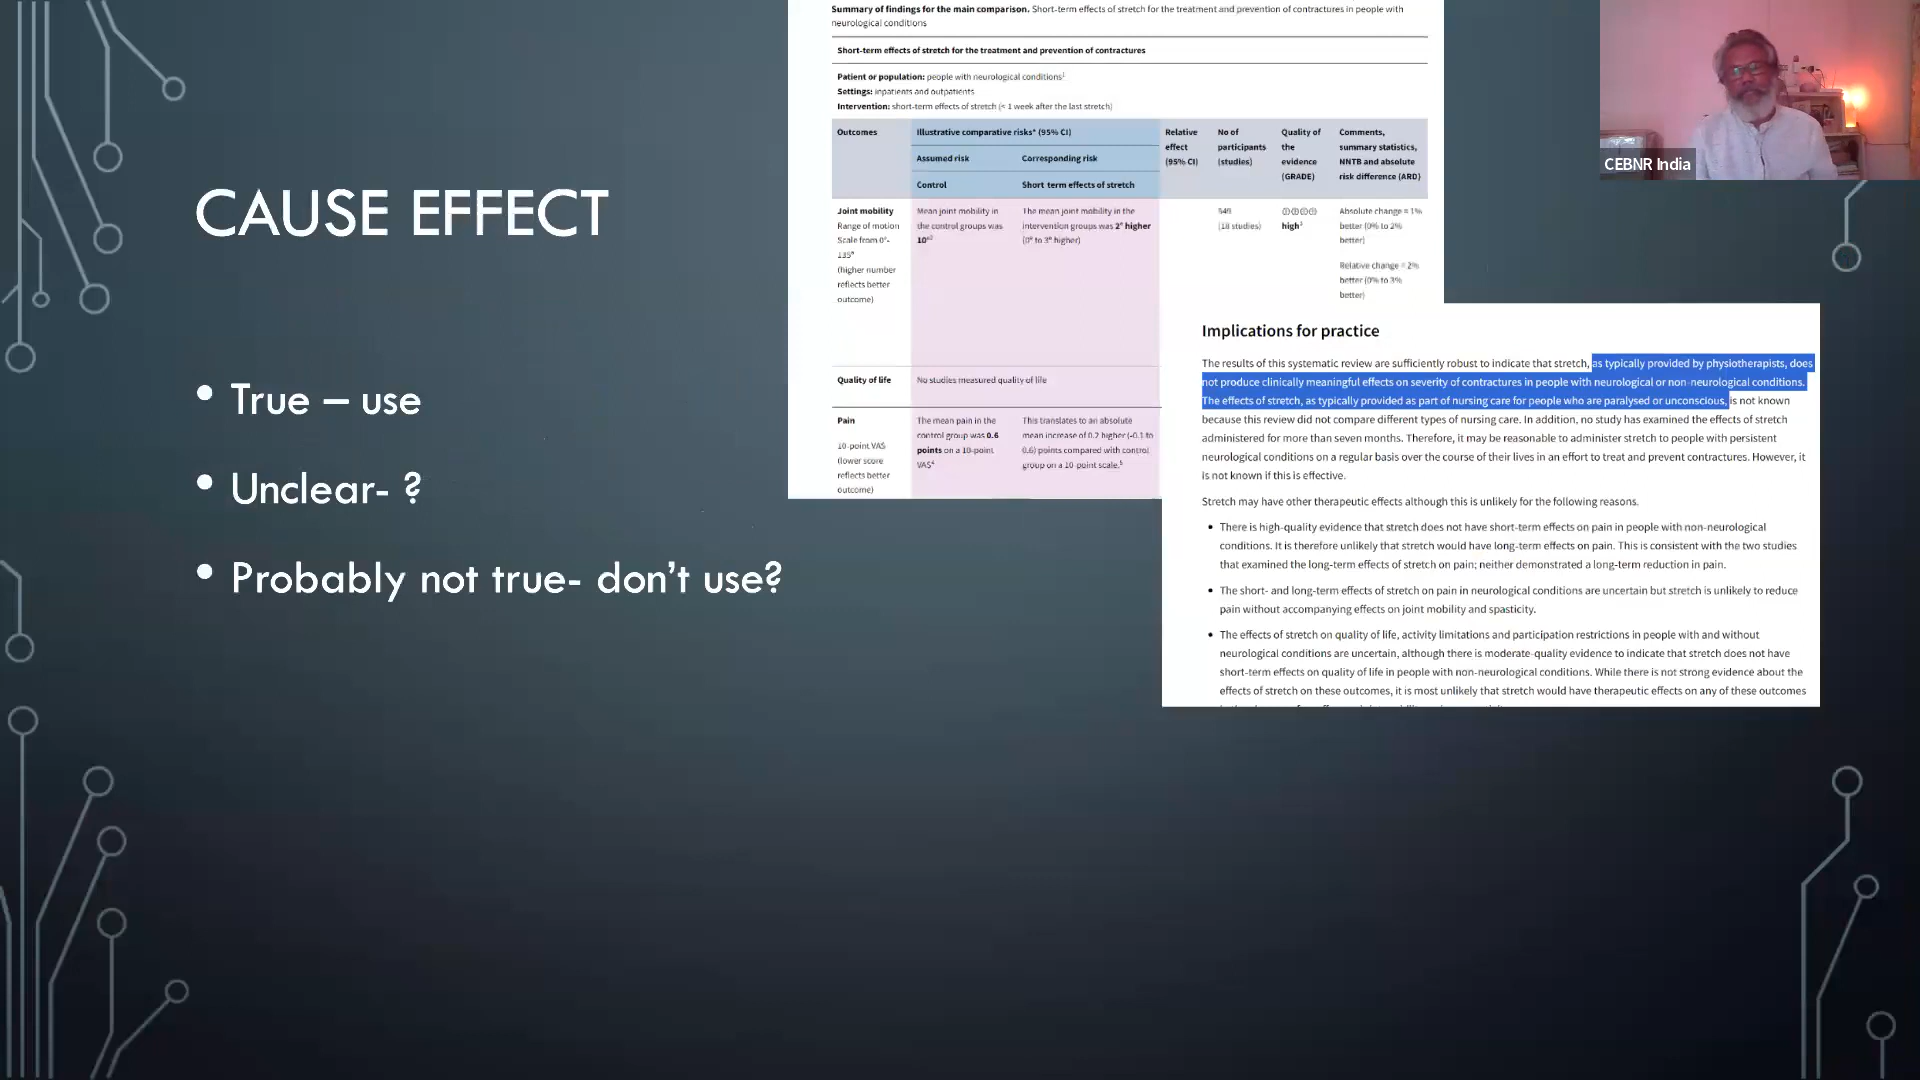 CAUSE EFFECT
• True – use
• Unclear- ?
• Probably not true- don't use?
Summary of findings for the main comparison. Short-term effects of stretch for the treatment and prevention of contractures in people with
neurological conditions
Short-term effects of stretch for the treatment and prevention of contractures
Patient or population: people with neurological conditions1
Settings: inpatients and outpatients
Intervention: short-term effects of stretch (< 1 week after the last stretch)
Outcomes
Illustrative comparative risks* (95% CI)
Assumed risk
Corresponding risk
Control
Short term effects of stretch
Relative
effect
(95% CI)
No of
participants
(studies)
Quality of
the
evidence
(GRADE)
Comments,
summary statistics,
NNTB and absolute
risk difference (ARD)
Joint mobility
Range of motion
Scale from 0°-
135°
(higher number
reflects better
outcome)
Mean joint mobility in
the control groups was
10°2
The mean joint mobility in the
intervention groups was 2° higher
(0° to 3° higher)
549
(18 studies)
⊕⊕⊕⊕
high3
Absolute change = 1%
better (0% to 2%
better)
Relative change = 2%
better (0% to 3%
better)
Quality of life
No studies measured quality of life
Pain
10-point VAS
(lower score
reflects better
outcome)
The mean pain in the
control group was 0.6
points on a 10-point
VAS4
This translates to an absolute
mean increase of 0.2 higher (-0.1 to
0.6) points compared with control
group on a 10-point scale.5
Implications for practice
The results of this systematic review are sufficiently robust to indicate that stretch, as typically provided by physiotherapists, does
not produce clinically meaningful effects on severity of contractures in people with neurological or non-neurological conditions.
The effects of stretch, as typically provided as part of nursing care for people who are paralysed or unconscious, is not known
because this review did not compare different types of nursing care. In addition, no study has examined the effects of stretch
administered for more than seven months. Therefore, it may be reasonable to administer stretch to people with persistent
neurological conditions on a regular basis over the course of their lives in an effort to treat and prevent contractures. However, it
is not known if this is effective.
Stretch may have other therapeutic effects although this is unlikely for the following reasons.
• There is high-quality evidence that stretch does not have short-term effects on pain in people with non-neurological
conditions. It is therefore unlikely that stretch would have long-term effects on pain. This is consistent with the two studies
that examined the long-term effects of stretch on pain; neither demonstrated a long-term reduction in pain.
• The short- and long-term effects of stretch on pain in neurological conditions are uncertain but stretch is unlikely to reduce
pain without accompanying effects on joint mobility and spasticity.
• The effects of stretch on quality of life, activity limitations and participation restrictions in people with and without
neurological conditions are uncertain, although there is moderate-quality evidence to indicate that stretch does not have
short-term effects on quality of life in people with non-neurological conditions. While there is not strong evidence about the
effects of stretch on these outcomes, it is most unlikely that stretch would have therapeutic effects on any of these outcomes
CEBNR India